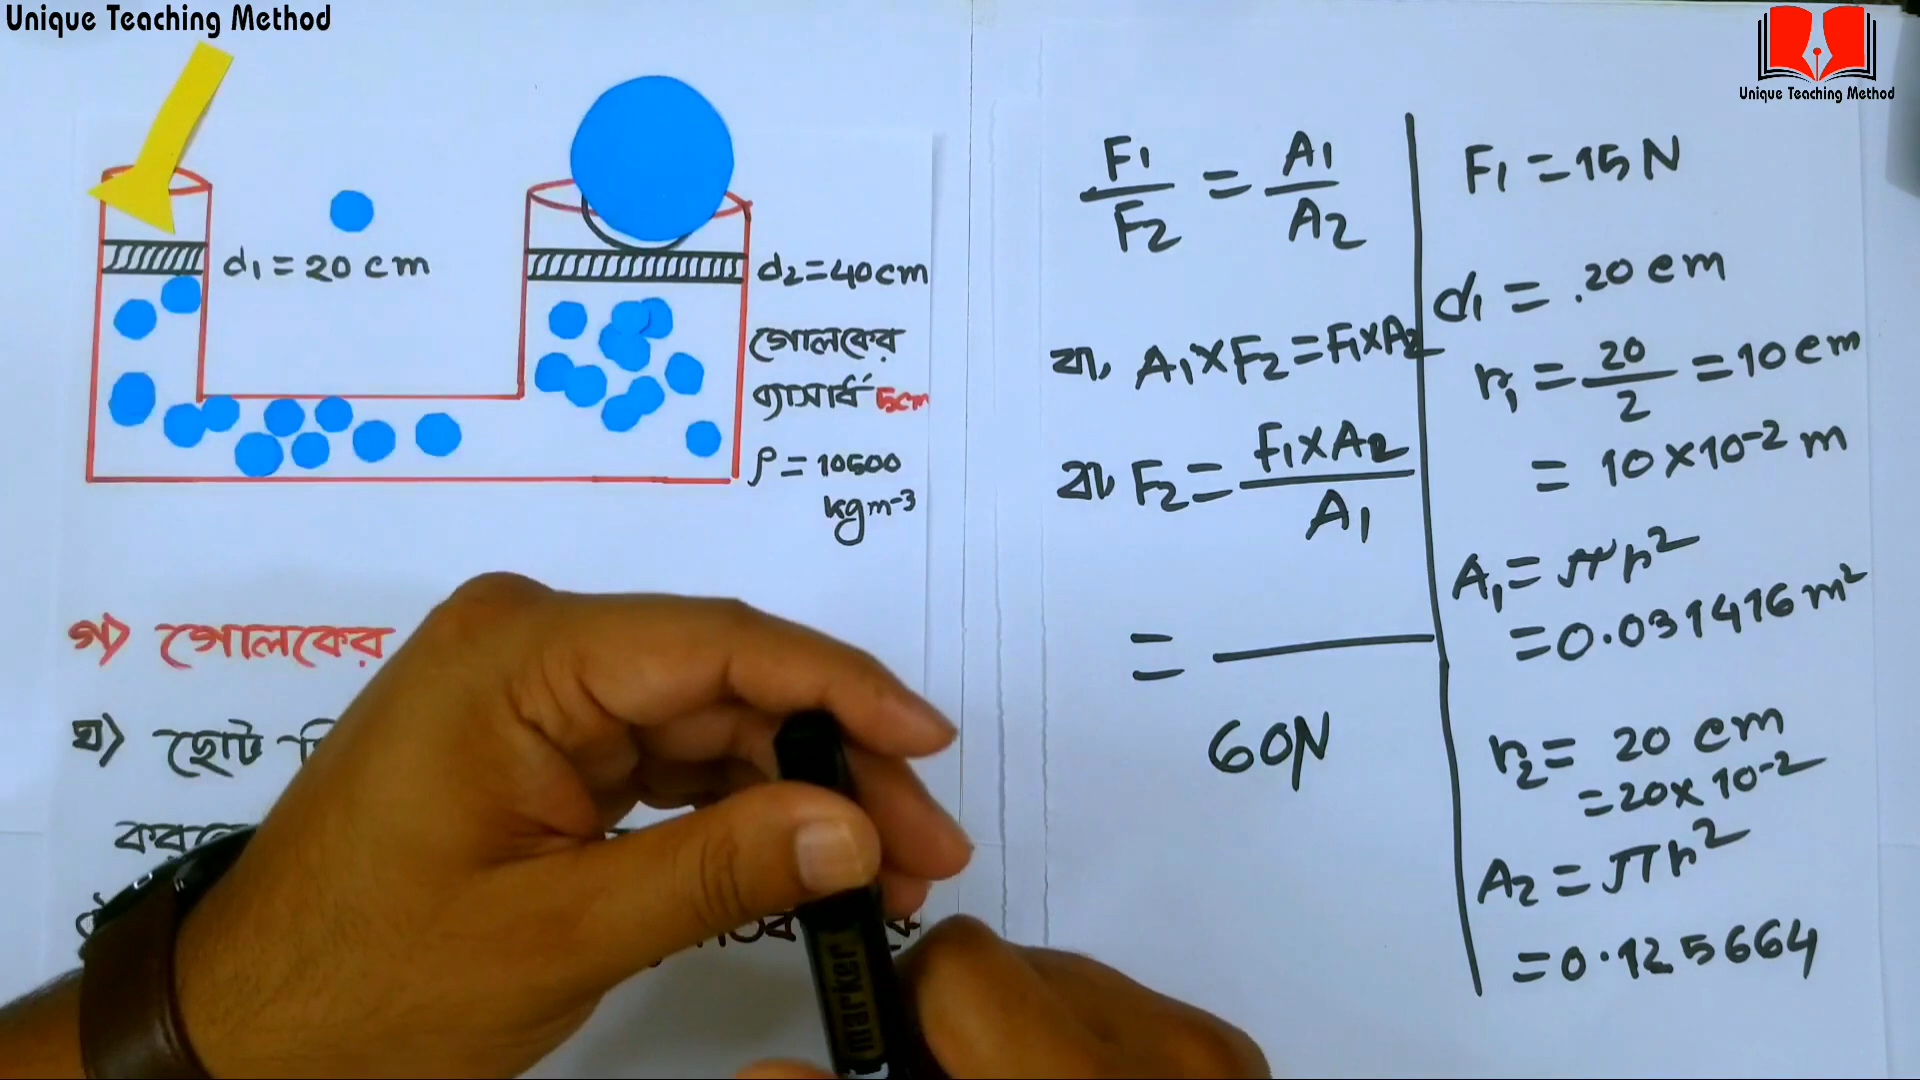 Unique Teaching Method
Unique Teaching Method
d₁ = 20 cm
d₂ = 40cm
গোলকের
ব্যাসার্ধ 5cm
ρ = 10500
kgm⁻³
গ) গোলকের
ঘ) ছোট
F₁/F₂ = A₁/A₂
বা, A₁×F₂ = F₁×A₂
বা, F₂ = F₁×A₂/A₁
=
60N
F₁ = 15N
d₁ = .20 cm
r₁ = 20/2 = 10 cm
= 10×10⁻² m
A₁ = πr²
= 0.031416 m²
r₂ = 20 cm
= 20×10⁻²
A₂ = πr²
= 0.125664
marker